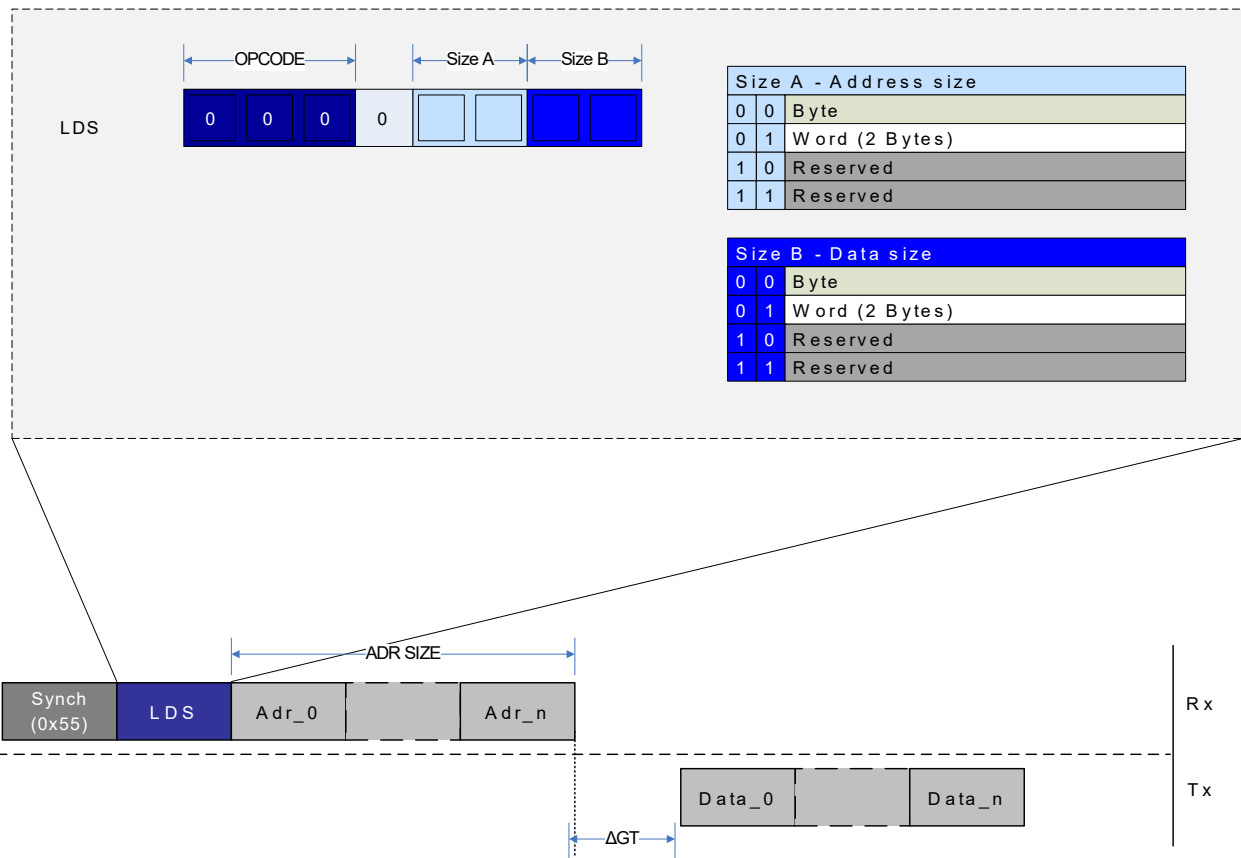 OPCODE Size A Size B
LDS 0 0 0 0
Size A - Address size
0 0 Byte
0 1 Word (2 Bytes)
1 0 Reserved
1 1 Reserved
Size B - Data size
0 0 Byte
0 1 Word (2 Bytes)
1 0 Reserved
1 1 Reserved
ADR SIZE
Synch
(0x55)
LDS Adr_0 Adr_n Rx
Data_0 Data_n Tx
ΔGT